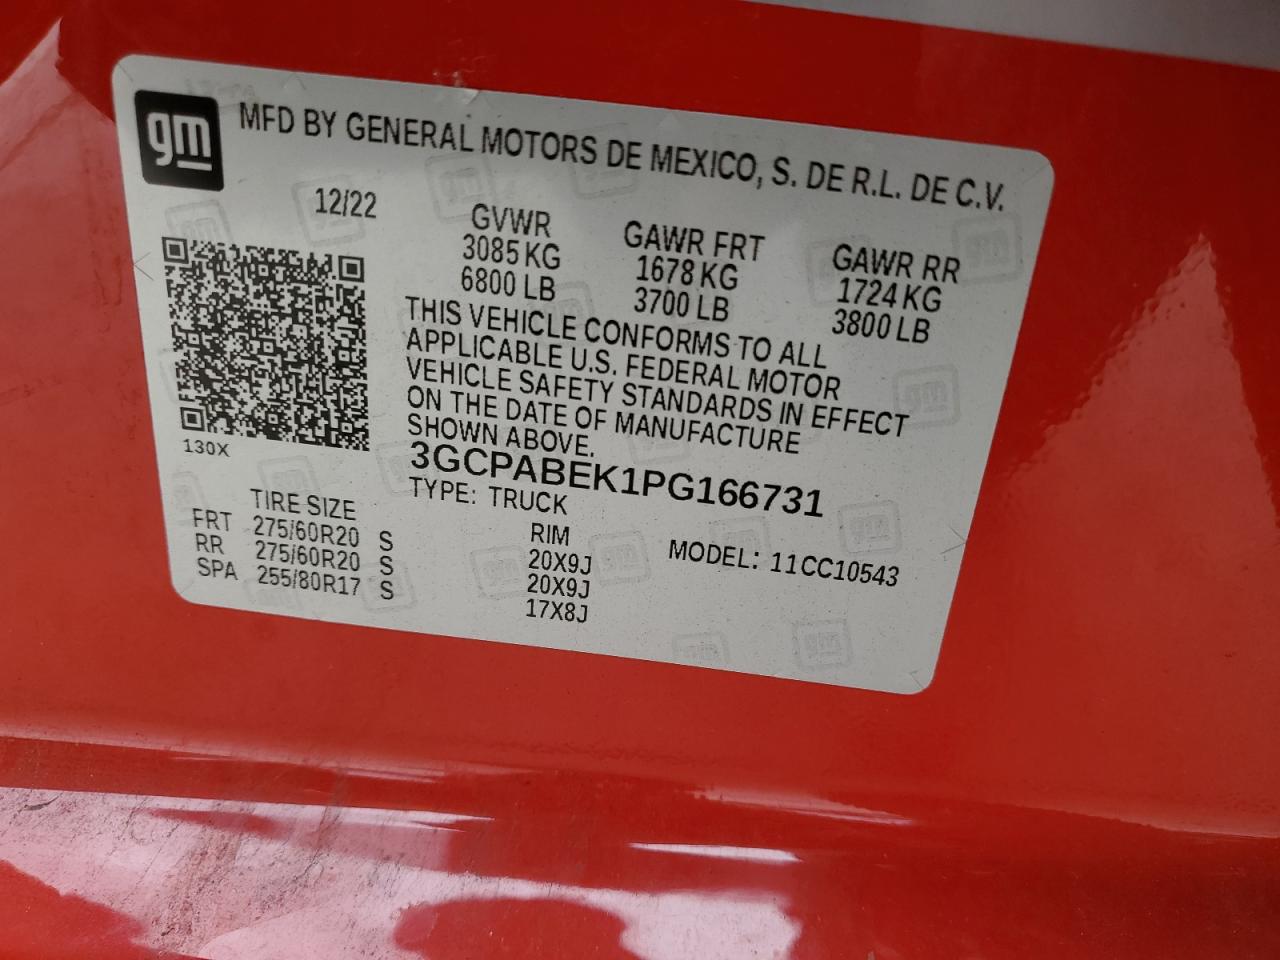 gm
MFD BY GENERAL MOTORS DE MEXICO, S. DE R.L. DE C.V.
12/22
GVWR
3085 KG
6800 LB
GAWR FRT
1678 KG
3700 LB
GAWR RR
1724 KG
3800 LB
THIS VEHICLE CONFORMS TO ALL
APPLICABLE U.S. FEDERAL MOTOR
VEHICLE SAFETY STANDARDS IN EFFECT
ON THE DATE OF MANUFACTURE
SHOWN ABOVE.
130X
3GCPABEK1PG166731
TYPE: TRUCK
MODEL: 11CC10543
TIRE SIZE RIM
FRT 275/60R20 S 20X9J
RR 275/60R20 S 20X9J
SPA 255/80R17 S 17X8J